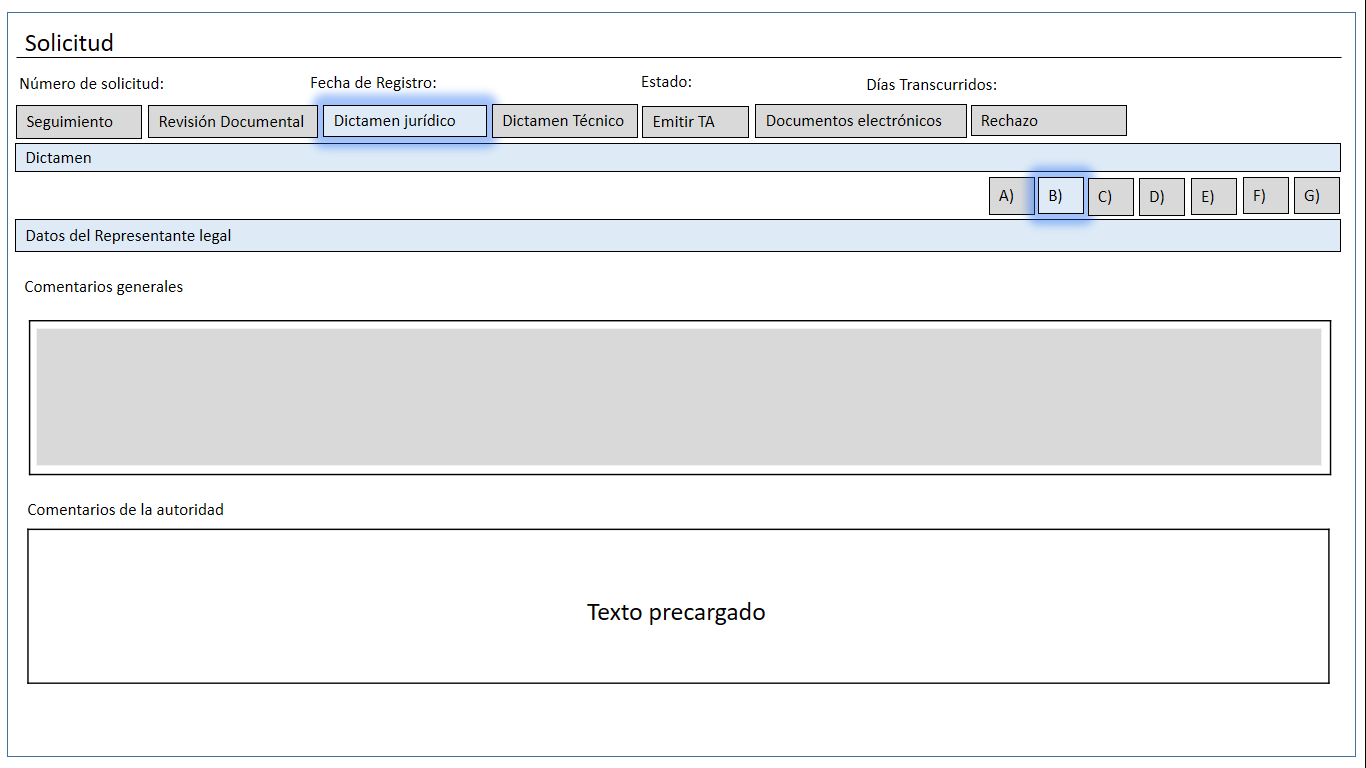 Solicitud
Número de solicitud: Fecha de Registro: Estado: Días Transcurridos:
Seguimiento Revisión Documental Dictamen jurídico Dictamen Técnico Emitir TA Documentos electrónicos Rechazo
Dictamen
A) B) C) D) E) F) G)
Datos del Representante legal
Comentarios generales
Comentarios de la autoridad
Texto precargado